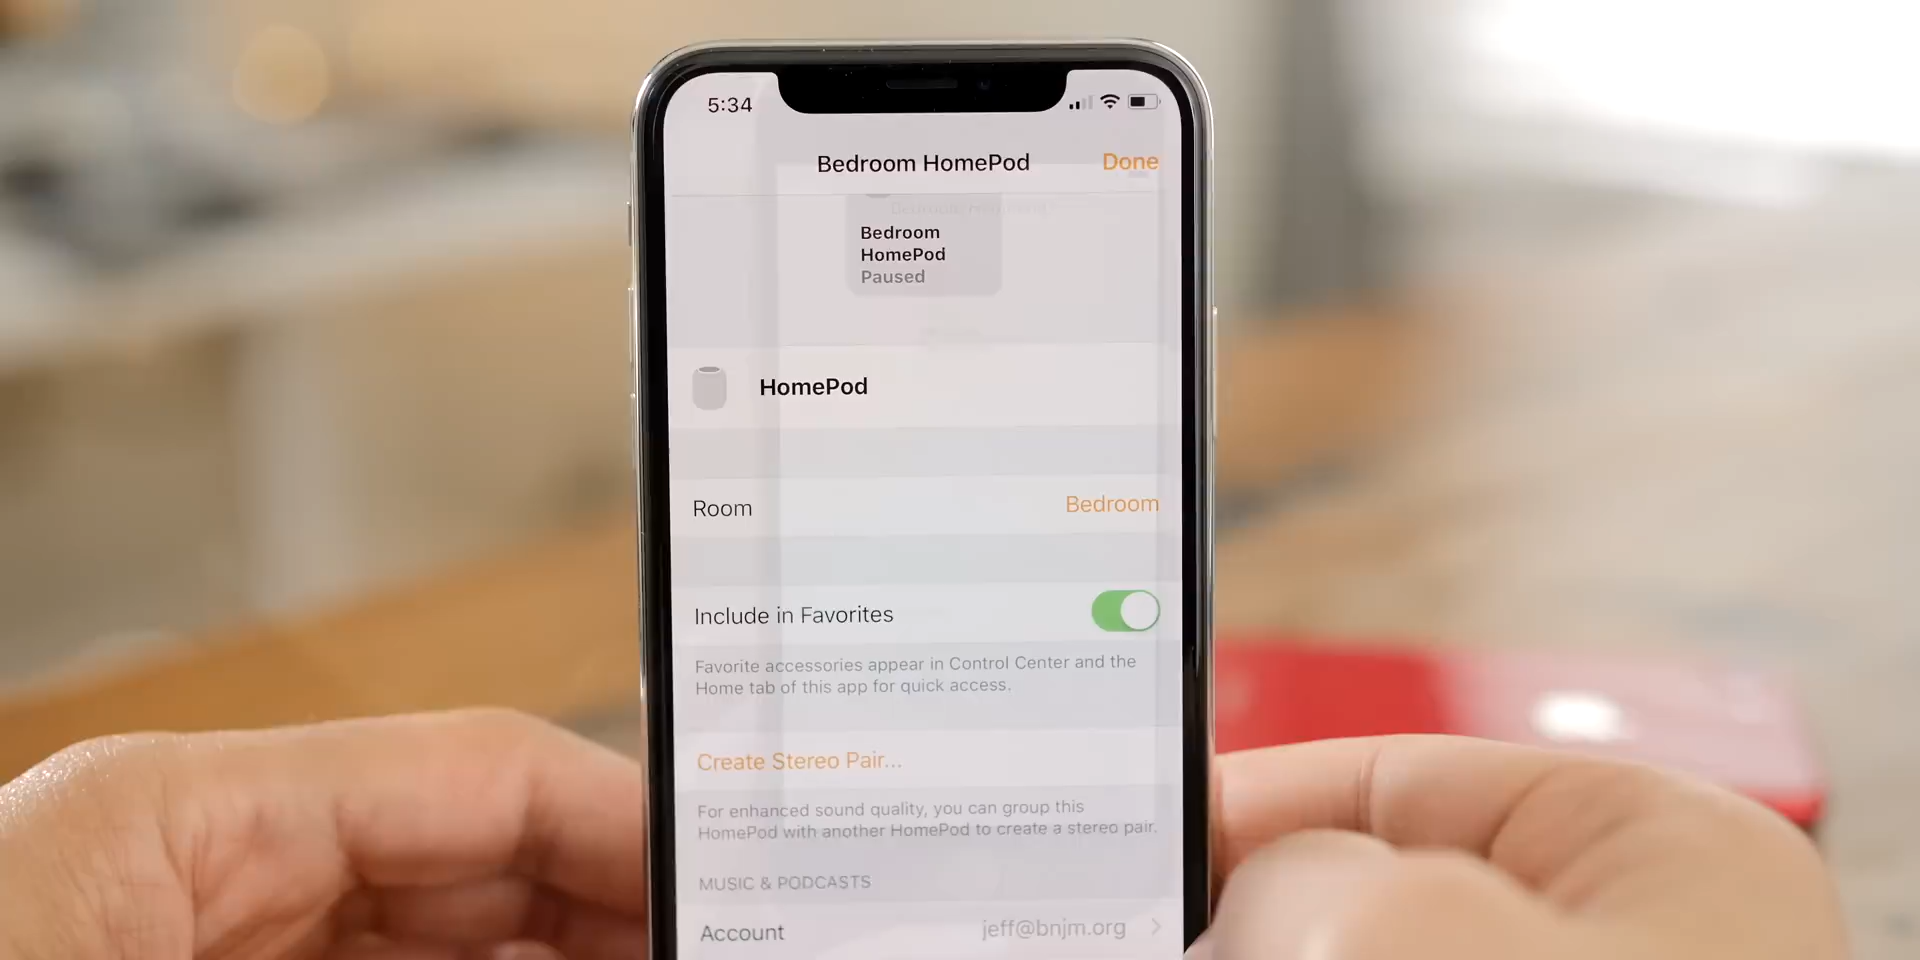 5:34
Bedroom HomePod
Done
Bedroom
HomePod
Paused
HomePod
Room
Bedroom
Include in Favorites
Favorite accessories appear in Control Center and the
Home tab of this app for quick access.
Create Stereo Pair...
For enhanced sound quality, you can group this
HomePod with another HomePod to create a stereo pair.
MUSIC & PODCASTS
Account
jeff@bnjm.org